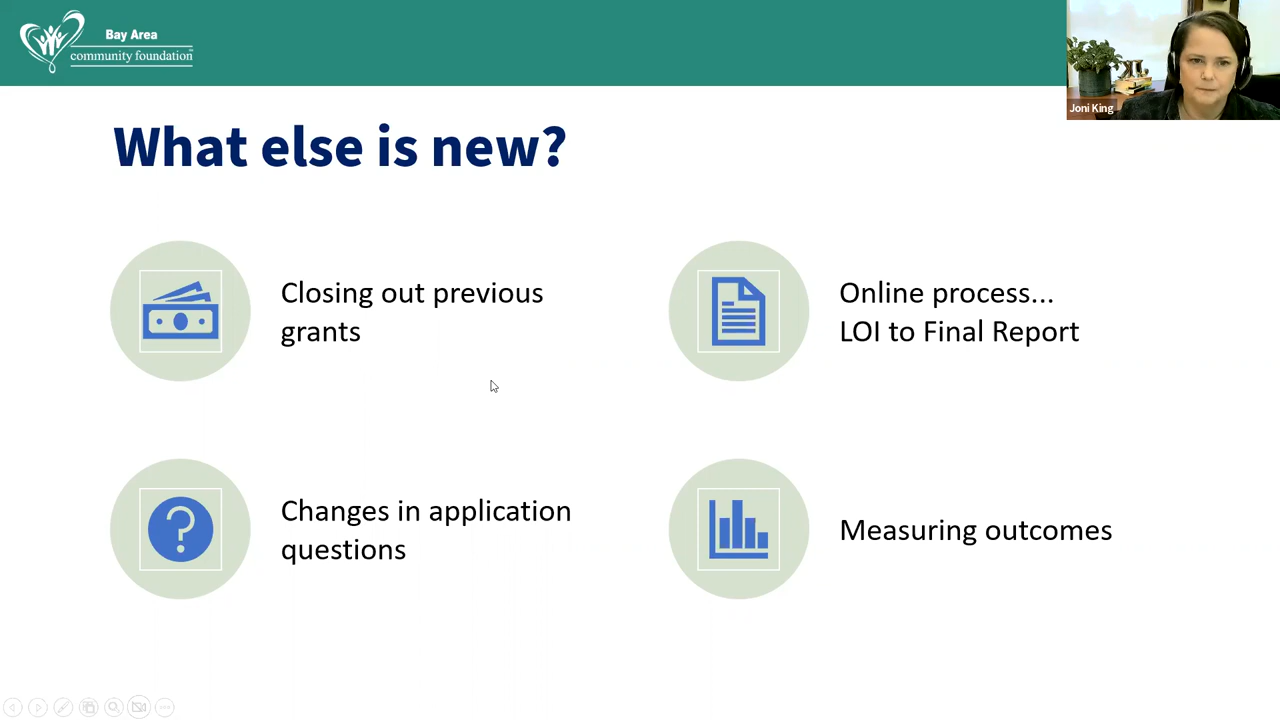 Bay Area
community foundation
Joni King
What else is new?
Closing out previous
grants
Online process...
LOI to Final Report
Changes in application
questions
Measuring outcomes